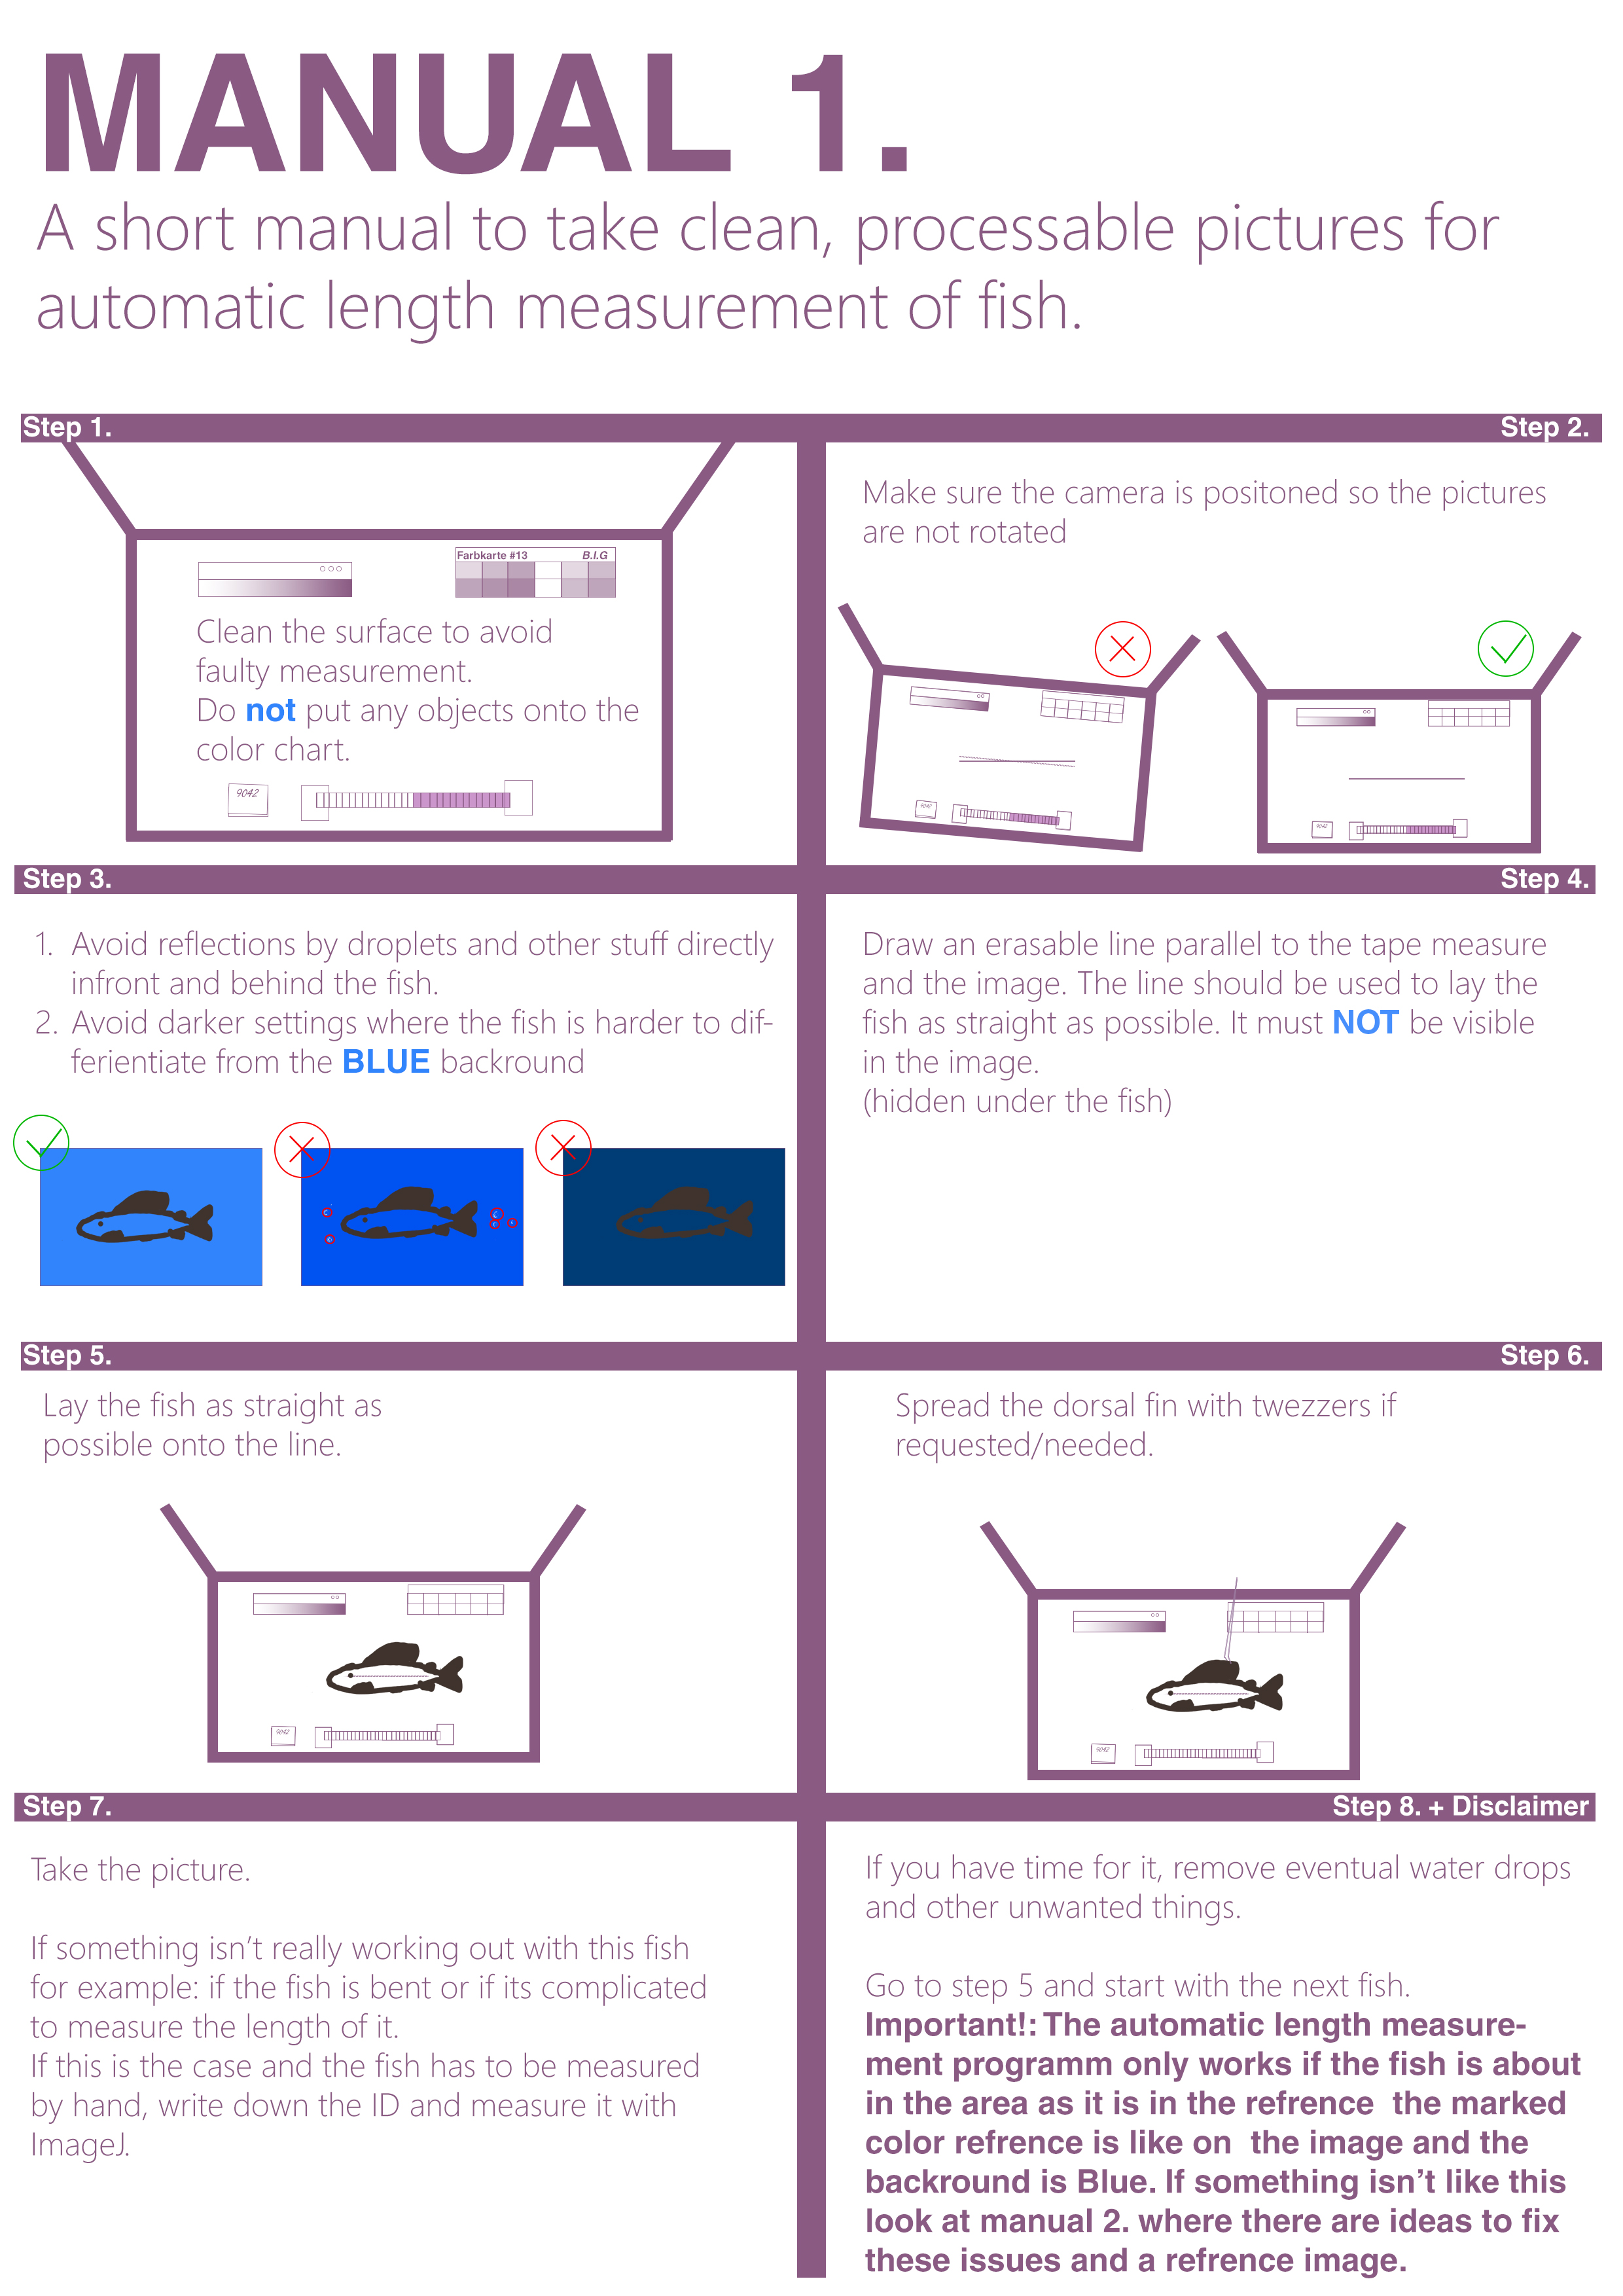 MANUAL 1.
A short manual to take clean, processable pictures for
automatic length measurement of fish.
Step 1.
Farbkarte #13 B.I.G
Clean the surface to avoid
faulty measurement.
Do not put any objects onto the
color chart.
9042
Step 2.
Make sure the camera is positoned so the pictures
are not rotated
9042
9042
Step 3.
1. Avoid reflections by droplets and other stuff directly
infront and behind the fish.
2. Avoid darker settings where the fish is harder to dif-
ferientiate from the BLUE backround
Step 4.
Draw an erasable line parallel to the tape measure
and the image. The line should be used to lay the
fish as straight as possible. It must NOT be visible
in the image.
(hidden under the fish)
Step 5.
Lay the fish as straight as
possible onto the line.
9042
Step 6.
Spread the dorsal fin with twezzers if
requested/needed.
9042
Step 7.
Take the picture.
If something isn't really working out with this fish
for example: if the fish is bent or if its complicated
to measure the length of it.
If this is the case and the fish has to be measured
by hand, write down the ID and measure it with
ImageJ.
Step 8. + Disclaimer
If you have time for it, remove eventual water drops
and other unwanted things.
Go to step 5 and start with the next fish.
Important!: The automatic length measure-
ment programm only works if the fish is about
in the area as it is in the refrence the marked
color refrence is like on the image and the
backround is Blue. If something isn't like this
look at manual 2. where there are ideas to fix
these issues and a refrence image.